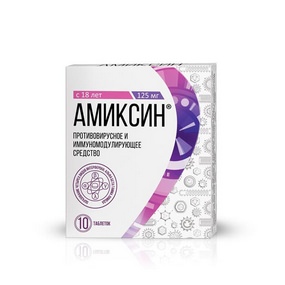 с 18 лет 125 мг
АМИКСИН®
ПРОТИВОВИРУСНОЕ И
ИММУНОМОДУЛИРУЮЩЕЕ
СРЕДСТВО
10 ТАБЛЕТОК